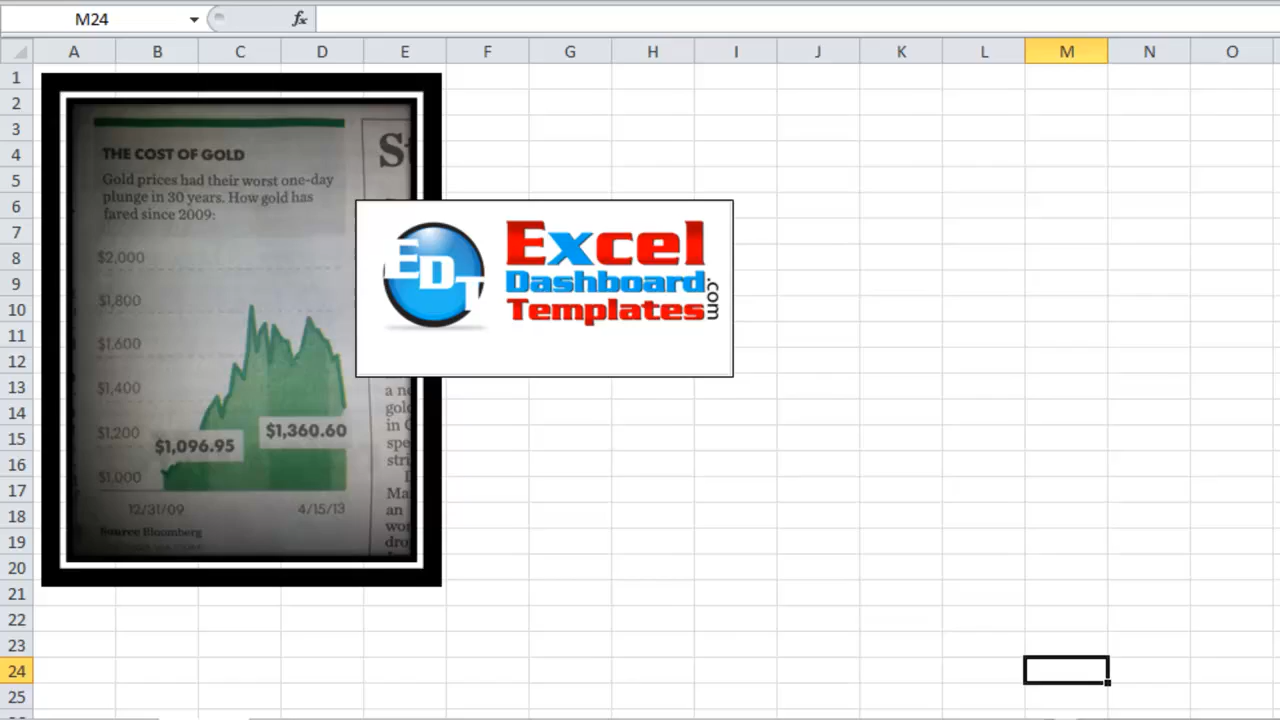 M24
fx
A B C D E F G H I J K L M N O
1
2
3
4
5
6
7
8
9
10
11
12
13
14
15
16
17
18
19
20
21
22
23
24
25
THE COST OF GOLD
Gold prices had their worst one-day
plunge in 30 years. How gold has
fared since 2009:
$2,000
$1,800
$1,600
$1,400
$1,200
$1,000
$1,096.95
$1,360.60
12/31/09 4/15/13
Source Bloomberg
EDT
Excel
Dashboard
Templates
.com
an